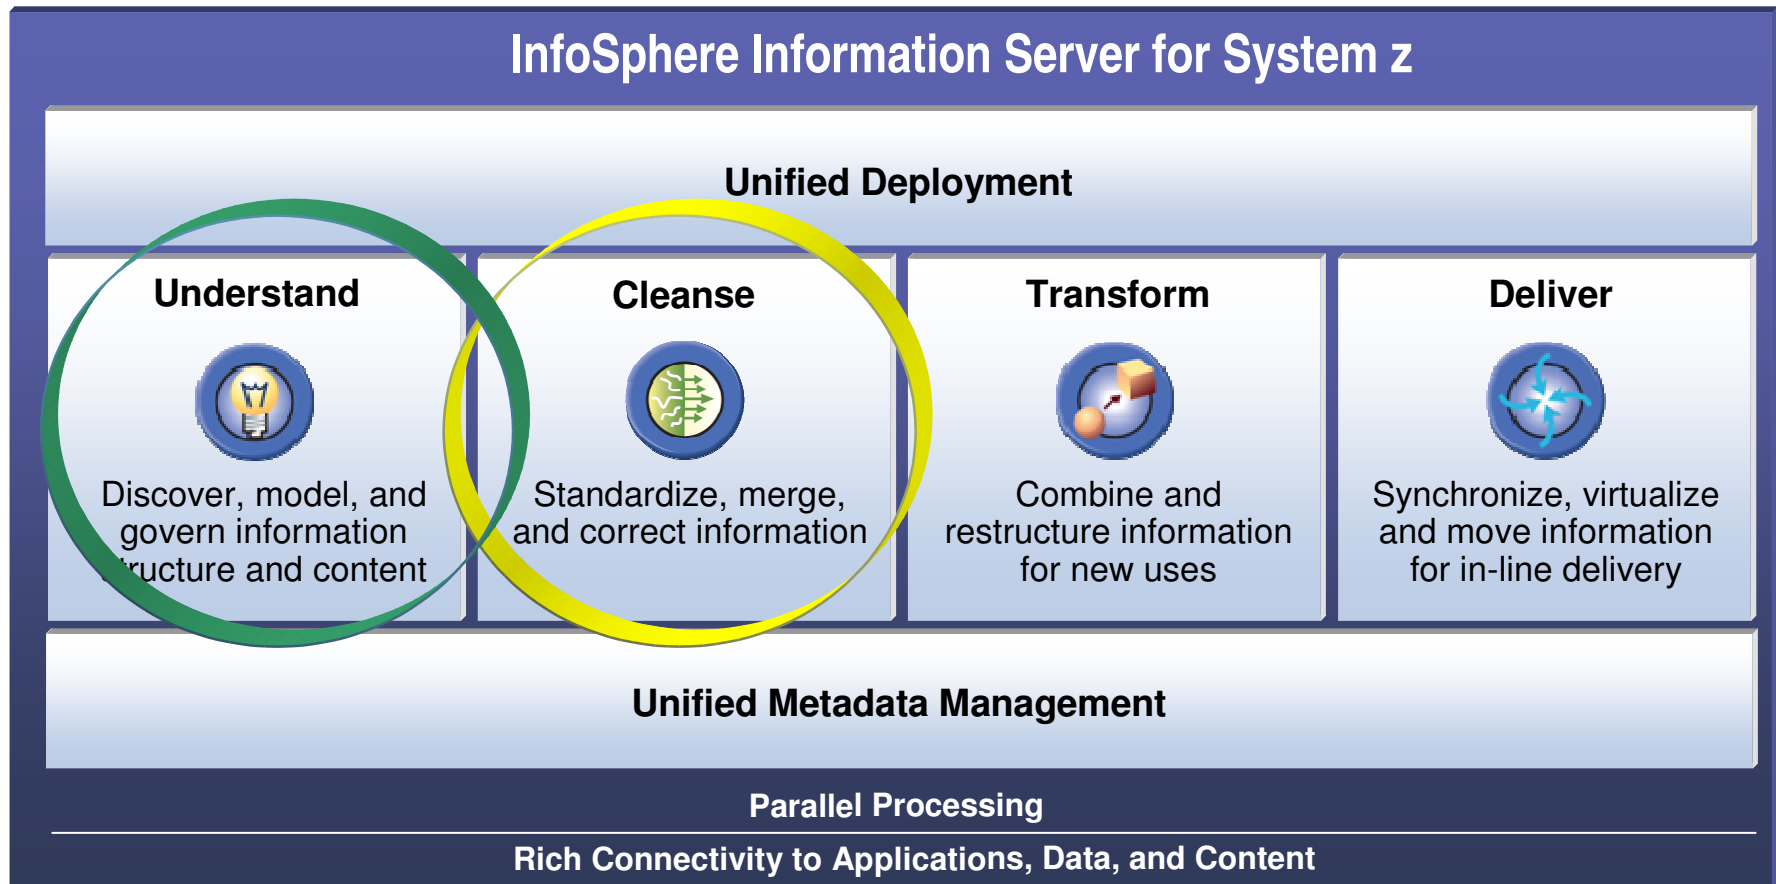 InfoSphere Information Server for System z
Unified Deployment
Understand
Discover, model, and
govern information
structure and content
Cleanse
Standardize, merge,
and correct information
Transform
Combine and
restructure information
for new uses
Deliver
Synchronize, virtualize
and move information
for in-line delivery
Unified Metadata Management
Parallel Processing
Rich Connectivity to Applications, Data, and Content